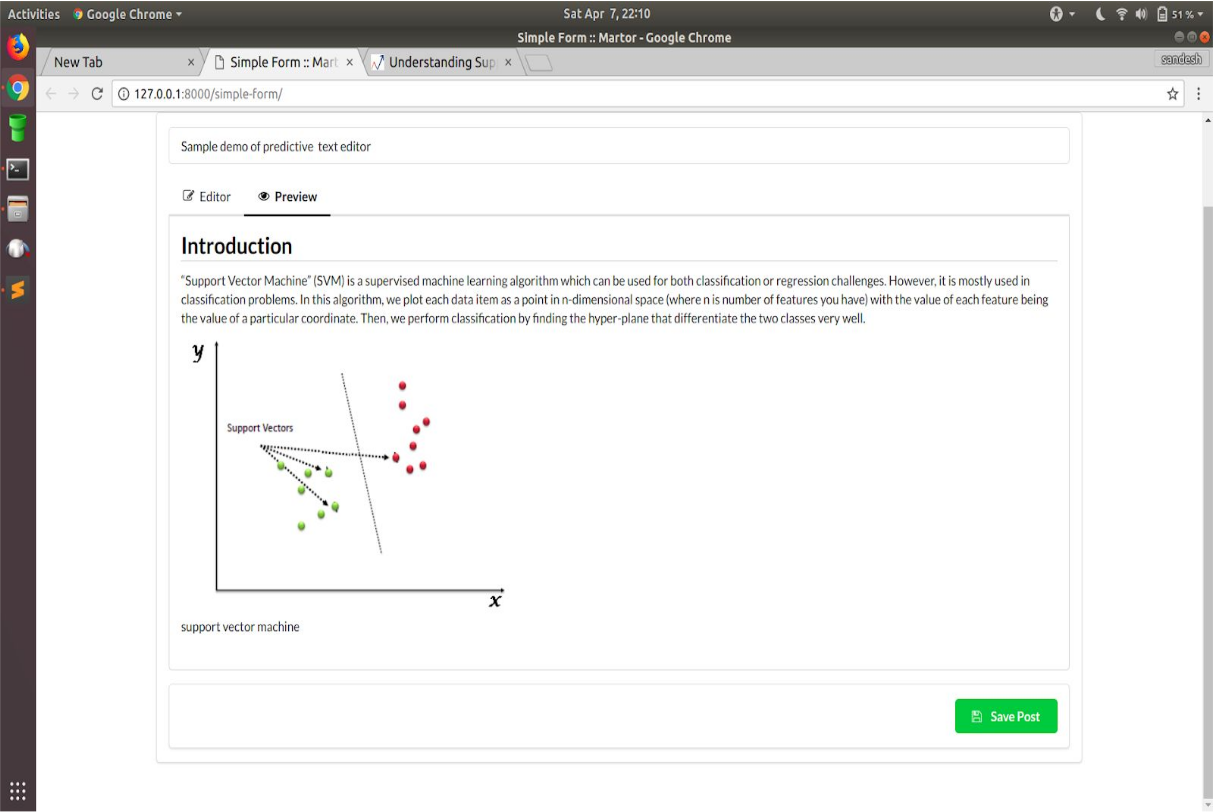 Activities Google Chrome Sat Apr 7, 22:10 51 %
Simple Form :: Martor - Google Chrome
New Tab × Simple Form :: Mart × Understanding Sup × sandesh
127.0.0.1:8000/simple-form/
Sample demo of predictive text editor
Editor Preview
Introduction
"Support Vector Machine" (SVM) is a supervised machine learning algorithm which can be used for both classification or regression challenges. However, it is mostly used in
classification problems. In this algorithm, we plot each data item as a point in n-dimensional space (where n is number of features you have) with the value of each feature being
the value of a particular coordinate. Then, we perform classification by finding the hyper-plane that differentiate the two classes very well.
y
Support Vectors
x
support vector machine
Save Post